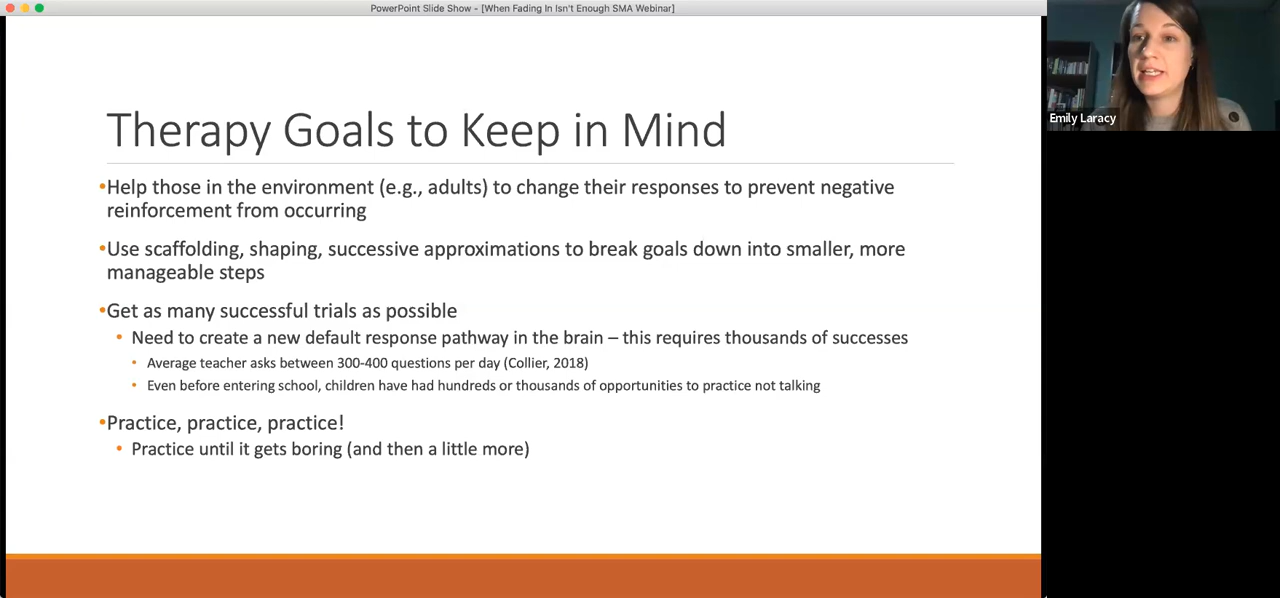 PowerPoint Slide Show - [When Fading In Isn't Enough SMA Webinar]
Therapy Goals to Keep in Mind
•Help those in the environment (e.g., adults) to change their responses to prevent negative
reinforcement from occurring
•Use scaffolding, shaping, successive approximations to break goals down into smaller, more
manageable steps
•Get as many successful trials as possible
• Need to create a new default response pathway in the brain – this requires thousands of successes
• Average teacher asks between 300-400 questions per day (Collier, 2018)
• Even before entering school, children have had hundreds or thousands of opportunities to practice not talking
•Practice, practice, practice!
• Practice until it gets boring (and then a little more)
Emily Laracy